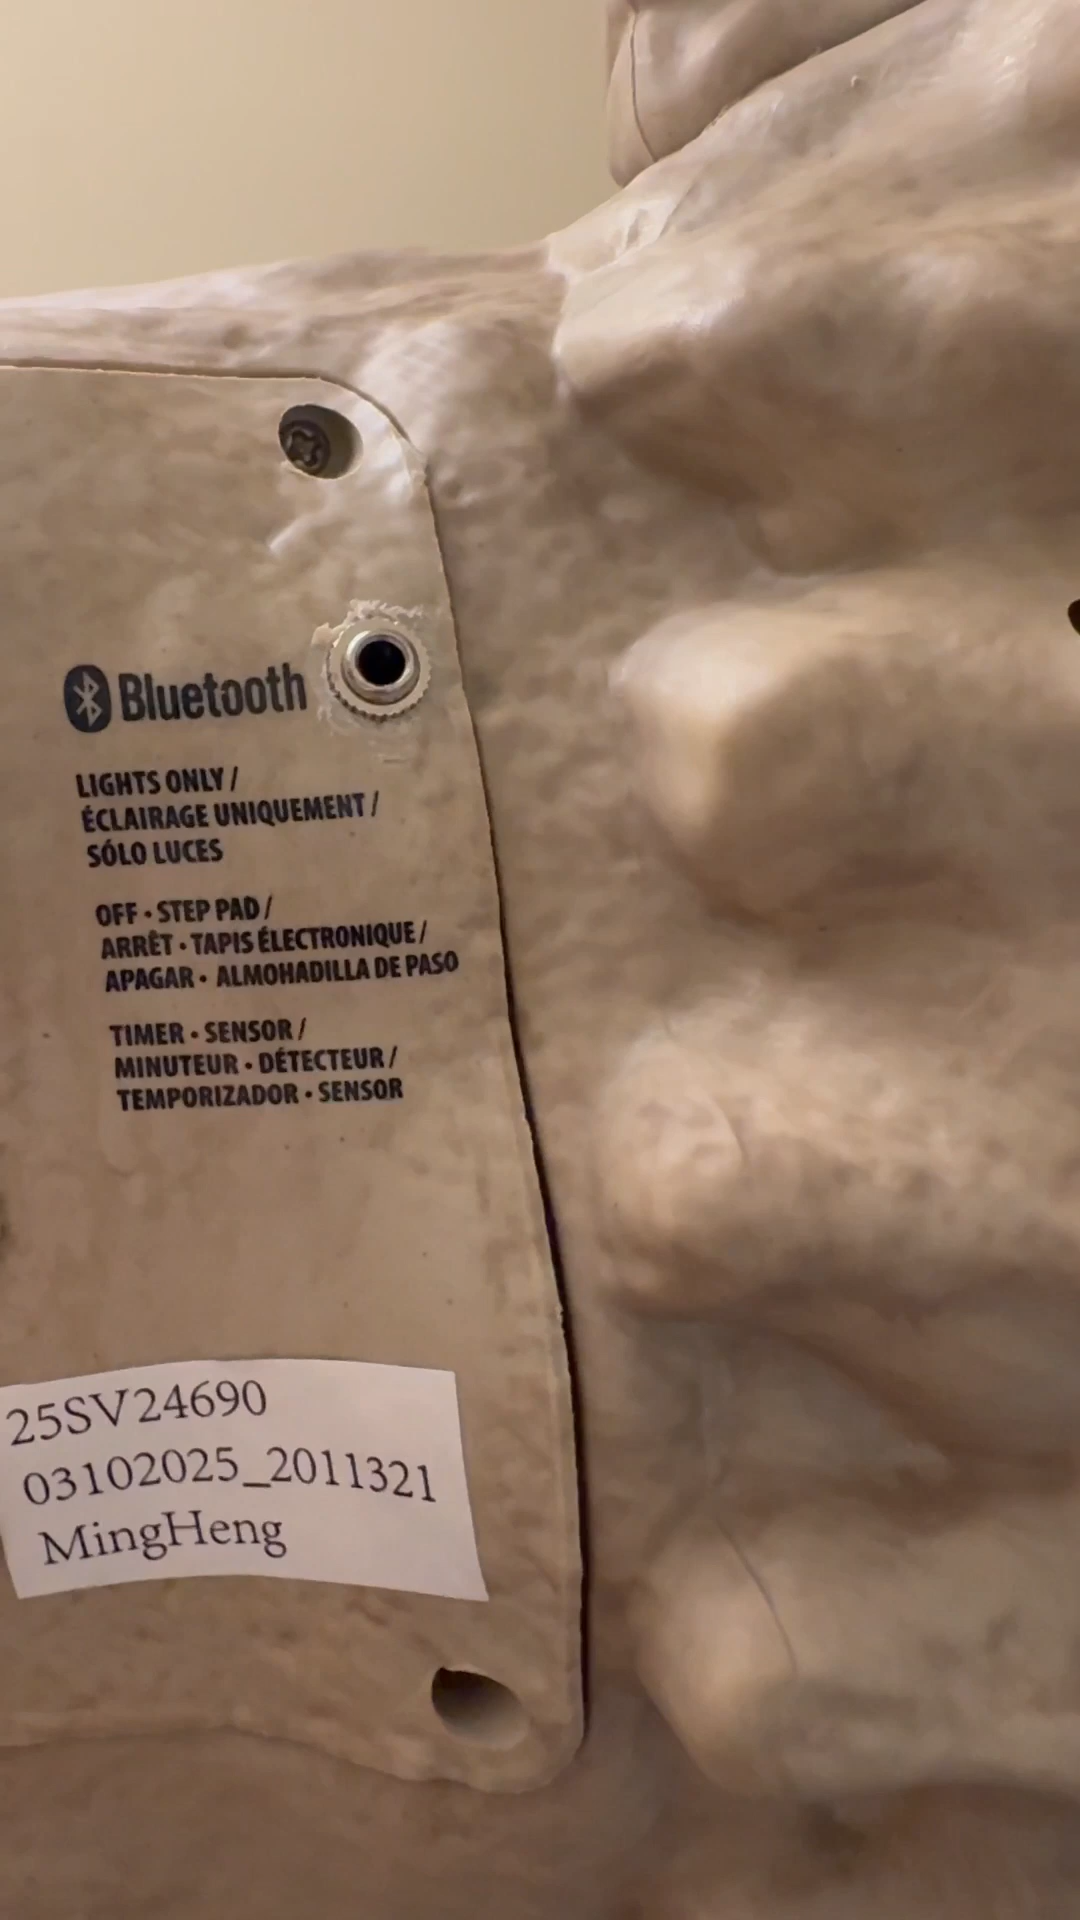 Bluetooth
LIGHTS ONLY /
ÉCLAIRAGE UNIQUEMENT /
SÓLO LUCES
OFF • STEP PAD /
ARRÊT • TAPIS ÉLECTRONIQUE /
APAGAR • ALMOHADILLA DE PASO
TIMER • SENSOR /
MINUTEUR • DÉTECTEUR /
TEMPORIZADOR • SENSOR
25SV24690
03102025_2011321
MingHeng